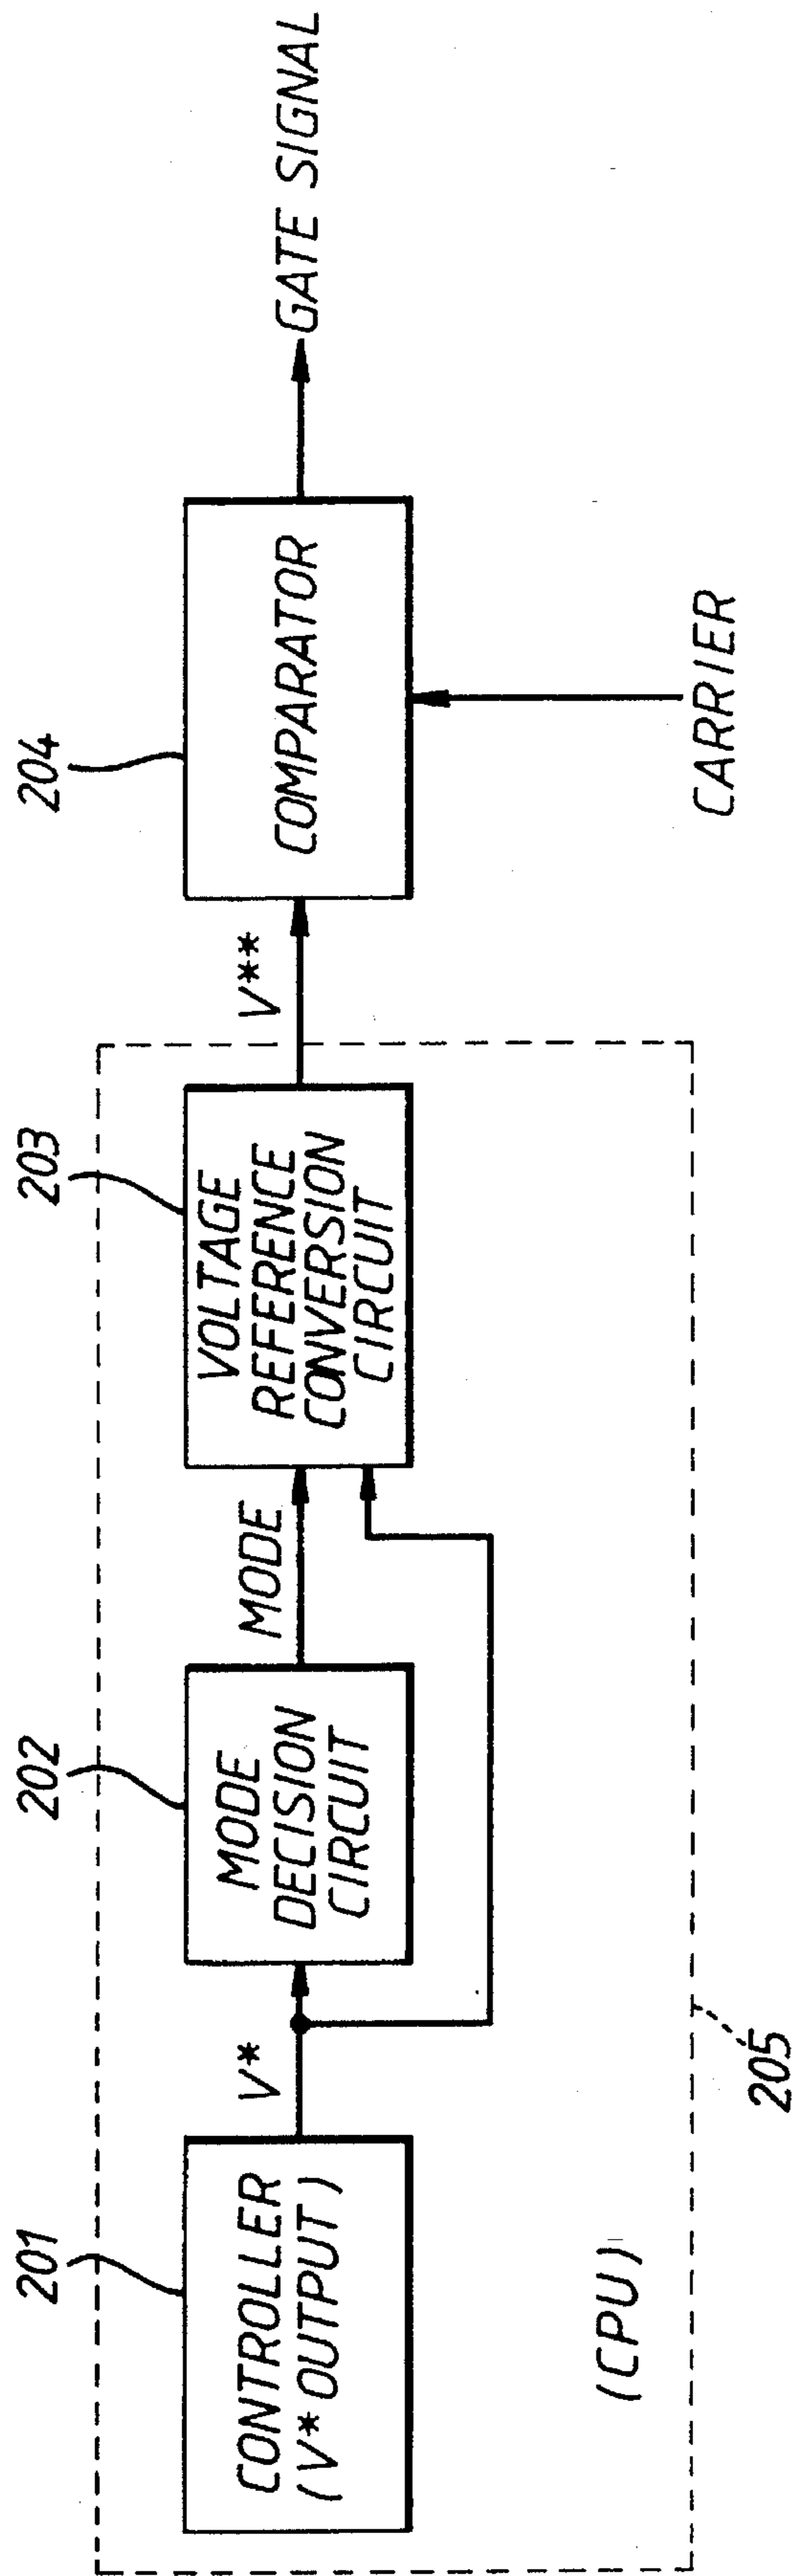 201
CONTROLLER
(V* OUTPUT)
V*
202
MODE
DECISION
CIRCUIT
MODE
203
VOLTAGE
REFERENCE
CONVERSION
CIRCUIT
V**
204
COMPARATOR
GATE SIGNAL
CARRIER
(CPU)
205